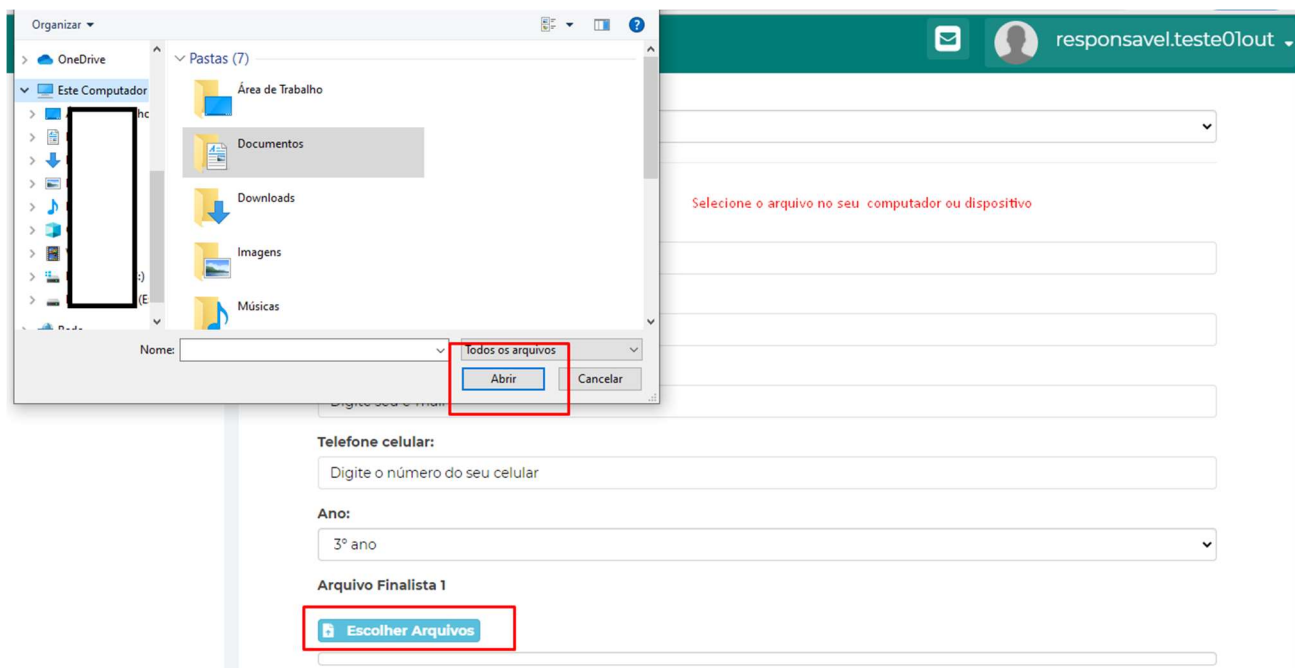 Organizar
responsavel.teste01out
OneDrive
Pastas (7)
Este Computador
Área de Trabalho
Documentos
Downloads
Selecione o arquivo no seu computador ou dispositivo
Imagens
Músicas
Nome:
Todos os arquivos
Abrir
Cancelar
Telefone celular:
Digite o número do seu celular
Ano:
3º ano
Arquivo Finalista 1
Escolher Arquivos